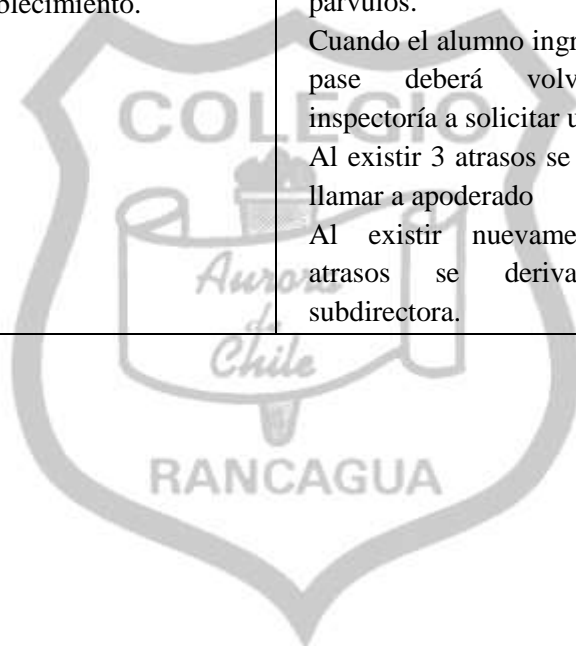 blecimiento.
párvulos.
Cuando el alumno ingr
pase deberá volv
inspectoría a solicitar u
Al existir 3 atrasos se
llamar a apoderado
Al existir nuevame
atrasos se deriva
subdirectora.
COLEGIO
Aurora
de
Chile
RANCAGUA